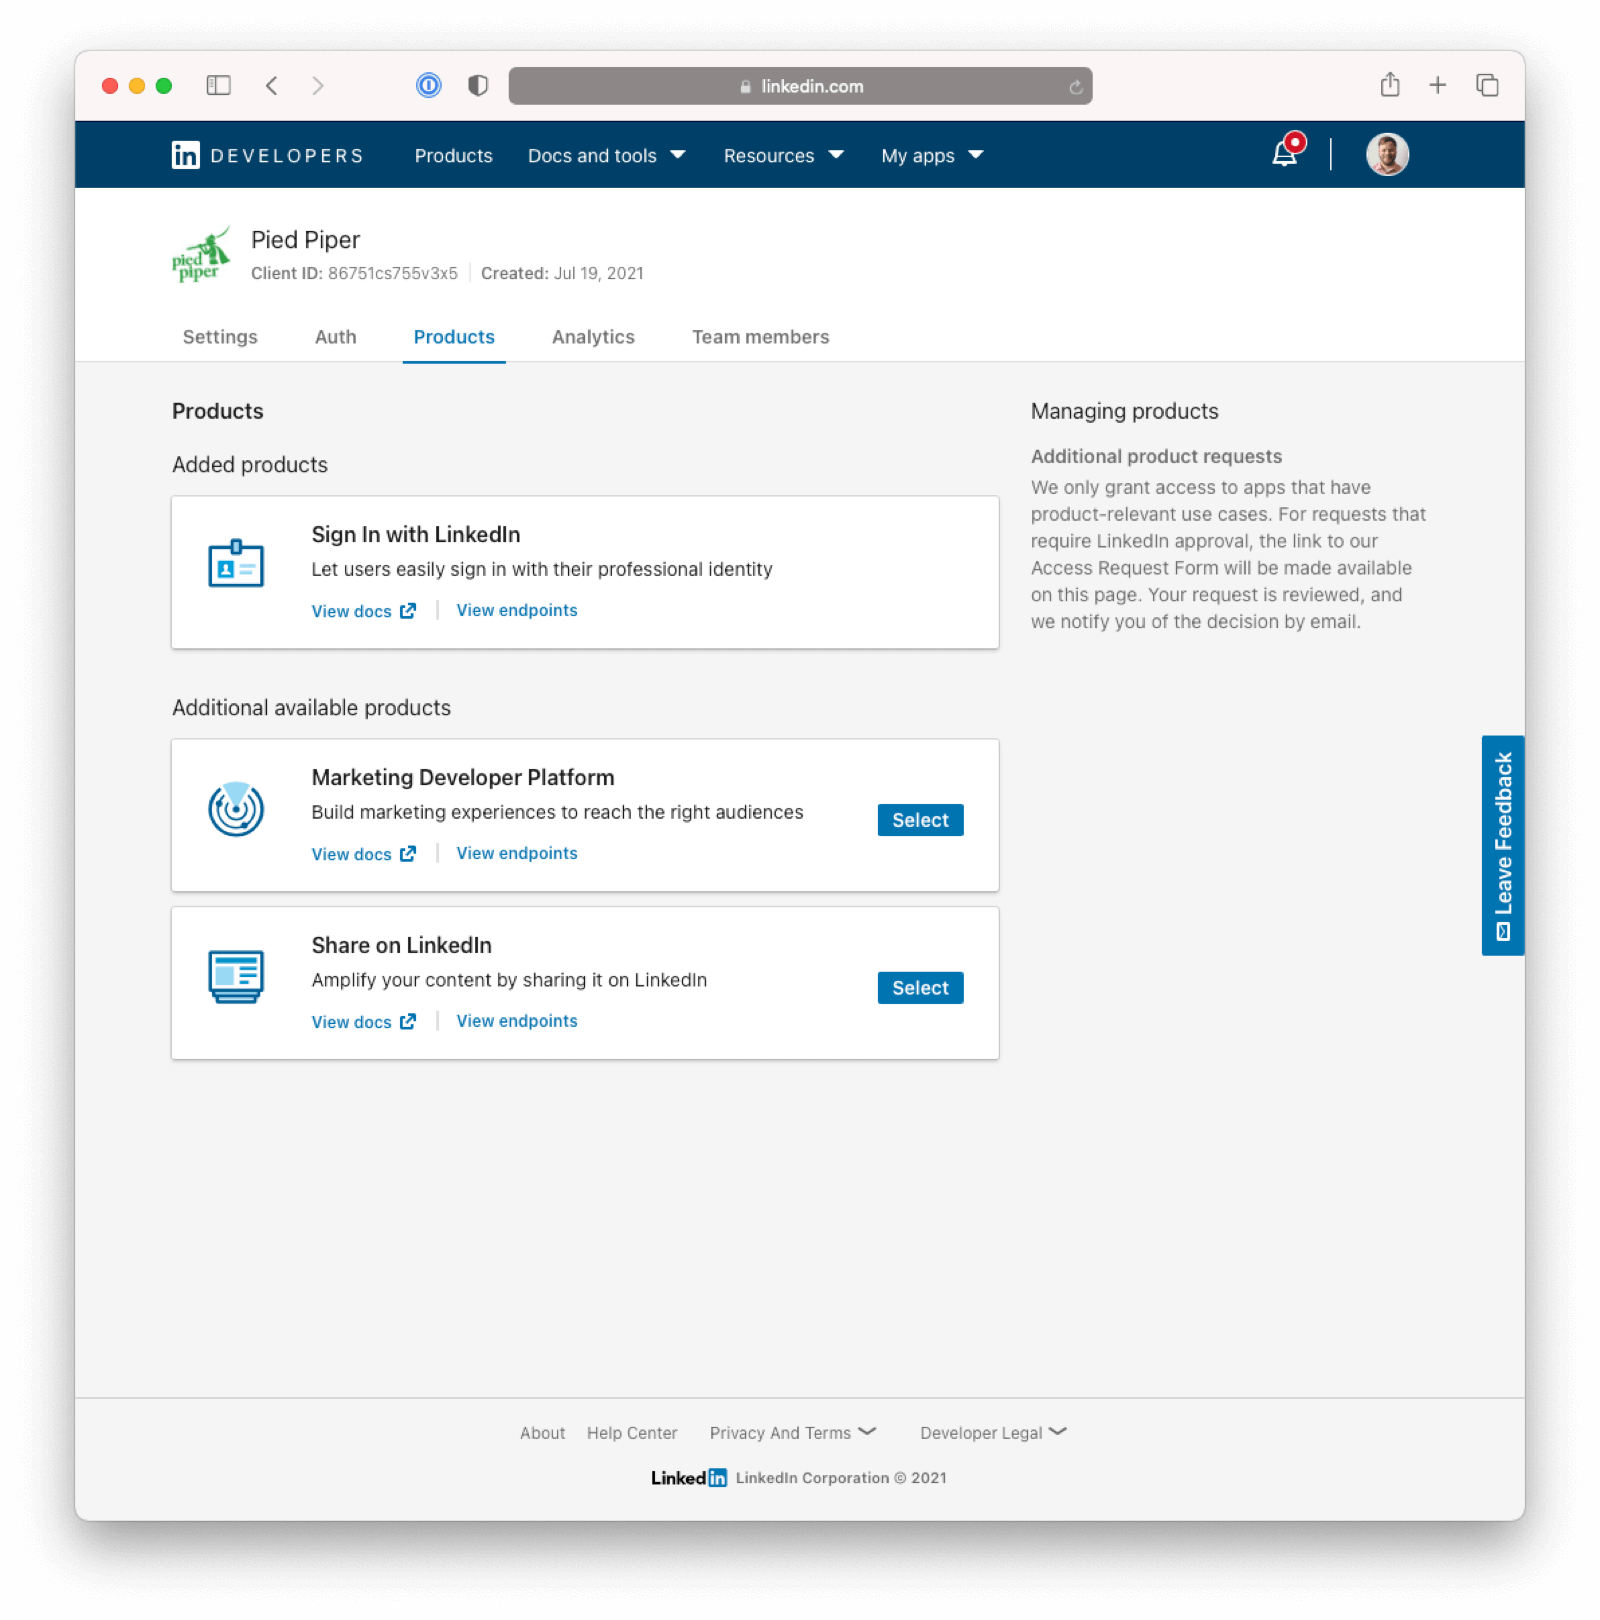 linkedin.com
in DEVELOPERS Products Docs and tools Resources My apps
pied
piper
Pied Piper
Client ID: 86751cs755v3x5 Created: Jul 19, 2021
Settings Auth Products Analytics Team members
Products
Added products
Sign In with LinkedIn
Let users easily sign in with their professional identity
View docs View endpoints
Additional available products
Marketing Developer Platform
Build marketing experiences to reach the right audiences
Select
View docs View endpoints
Share on LinkedIn
Amplify your content by sharing it on LinkedIn
Select
View docs View endpoints
Managing products
Additional product requests
We only grant access to apps that have
product-relevant use cases. For requests that
require LinkedIn approval, the link to our
Access Request Form will be made available
on this page. Your request is reviewed, and
we notify you of the decision by email.
Leave Feedback
About Help Center Privacy And Terms Developer Legal
Linkedin LinkedIn Corporation © 2021